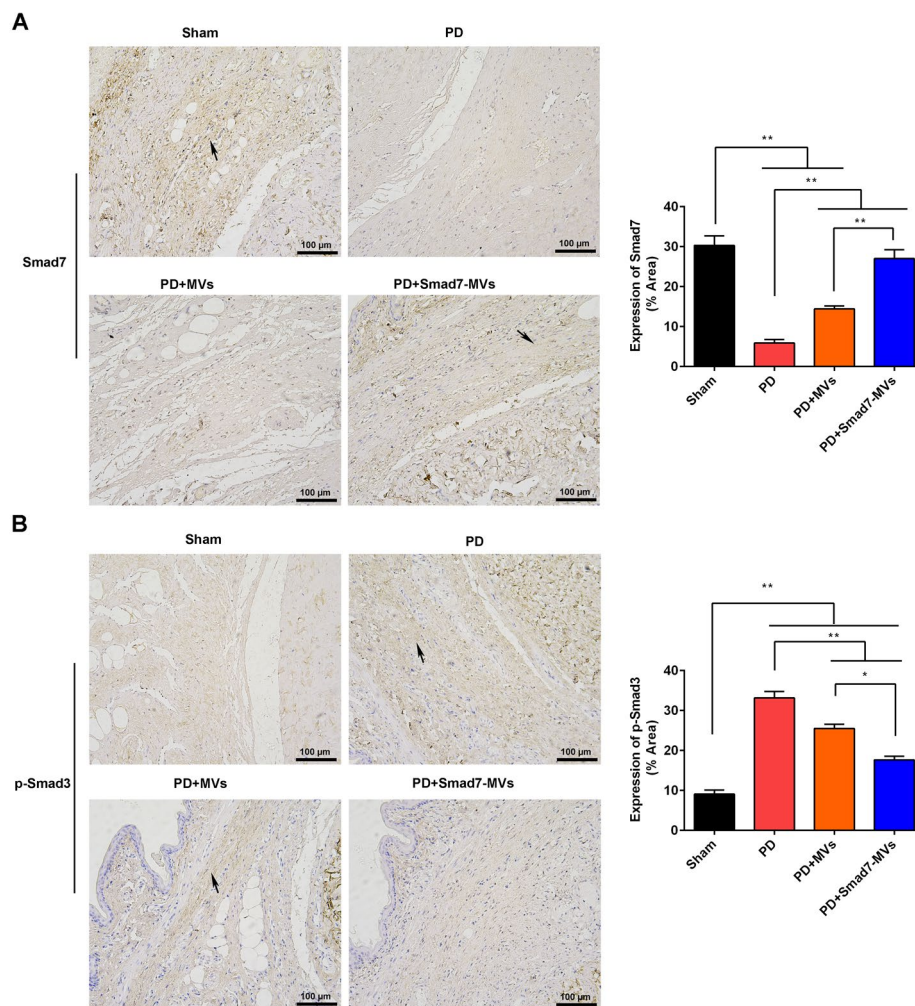 A
Sham
PD
100 µm
100 µm
Smad7
PD+MVs
PD+Smad7-MVs
100 µm
100 µm
**
**
**
Expression of Smad7
(% Area)
40
30
20
10
0
Sham
PD
PD+MVs
PD+Smad7-MVs
B
Sham
PD
100 µm
100 µm
p-Smad3
PD+MVs
PD+Smad7-MVs
100 µm
100 µm
**
**
*
Expression of p-Smad3
(% Area)
40
30
20
10
0
Sham
PD
PD+MVs
PD+Smad7-MVs